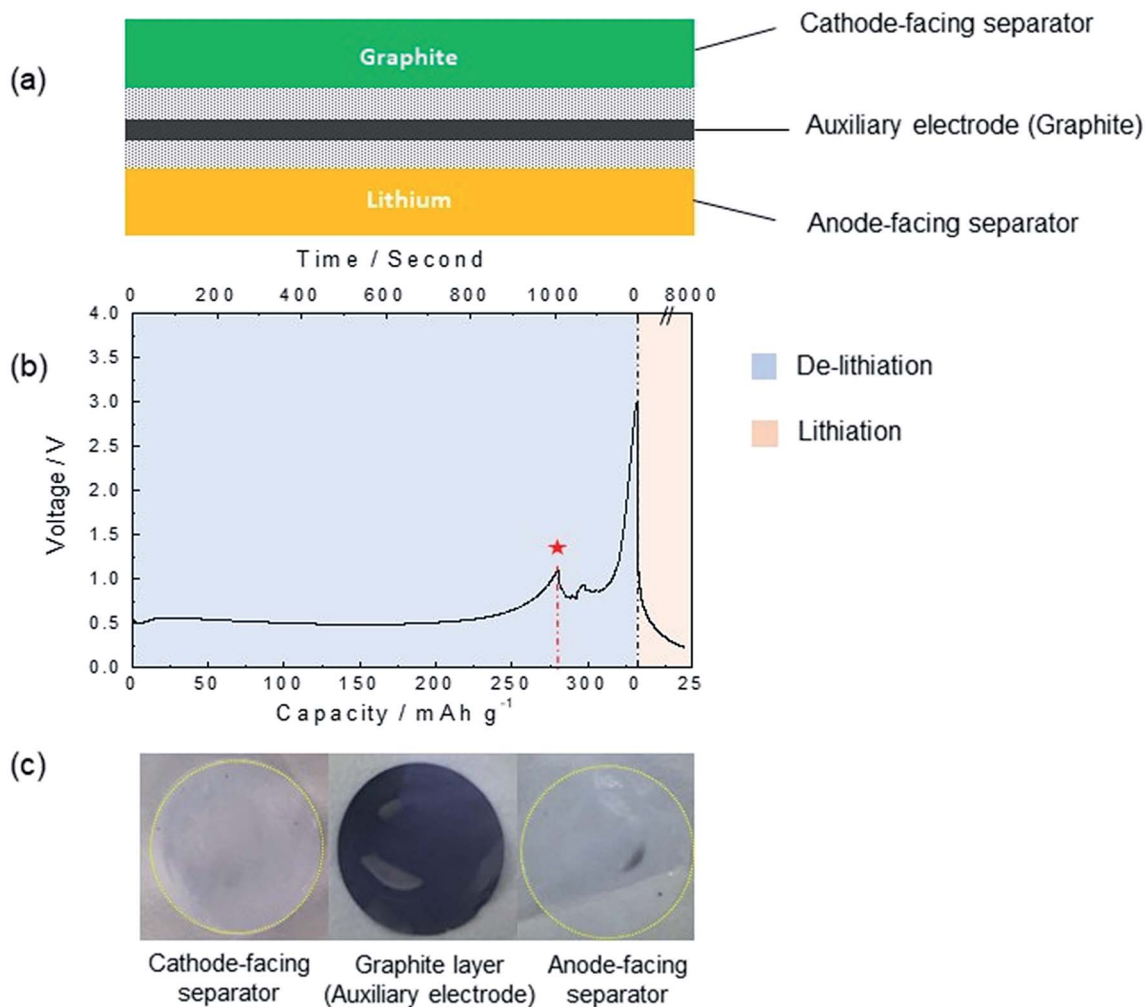 (a)
Graphite
Lithium
Cathode-facing separator
Auxiliary electrode (Graphite)
Anode-facing separator
Time / Second
0 200 400 600 800 1000 0 8000
(b)
Voltage / V
4.0
3.5
3.0
2.5
2.0
1.5
1.0
0.5
0.0
0 50 100 150 200 250 300 0 25
Capacity / mAh g⁻¹
De-lithiation
Lithiation
(c)
Cathode-facing
separator
Graphite layer
(Auxiliary electrode)
Anode-facing
separator